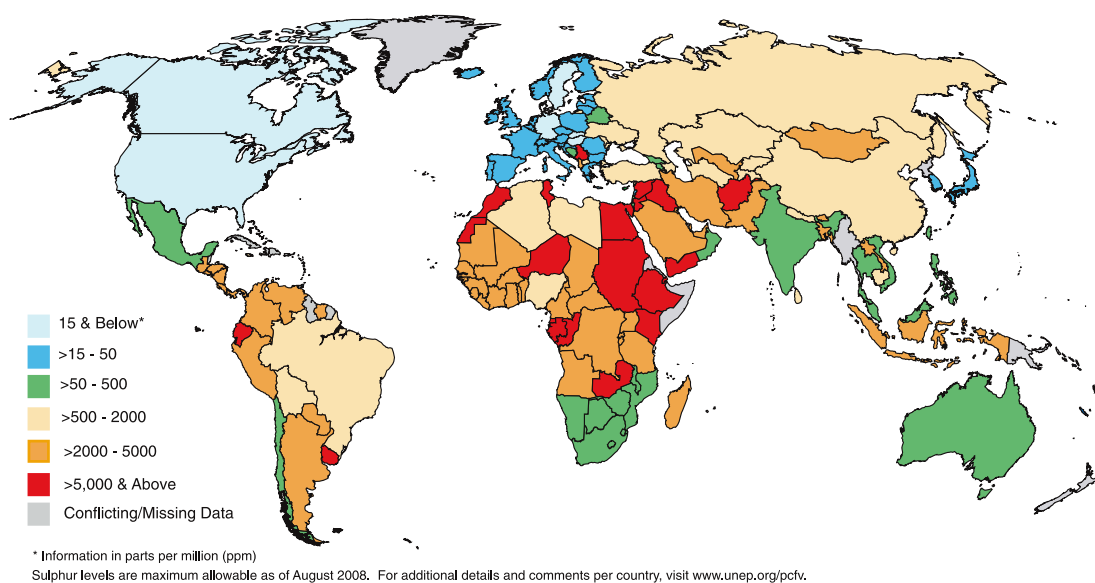 15 & Below*
>15 - 50
>50 - 500
>500 - 2000
>2000 - 5000
>5,000 & Above
Conflicting/Missing Data
* Information in parts per million (ppm)
Sulphur levels are maximum allowable as of August 2008. For additional details and comments per country, visit www.unep.org/pcfv.